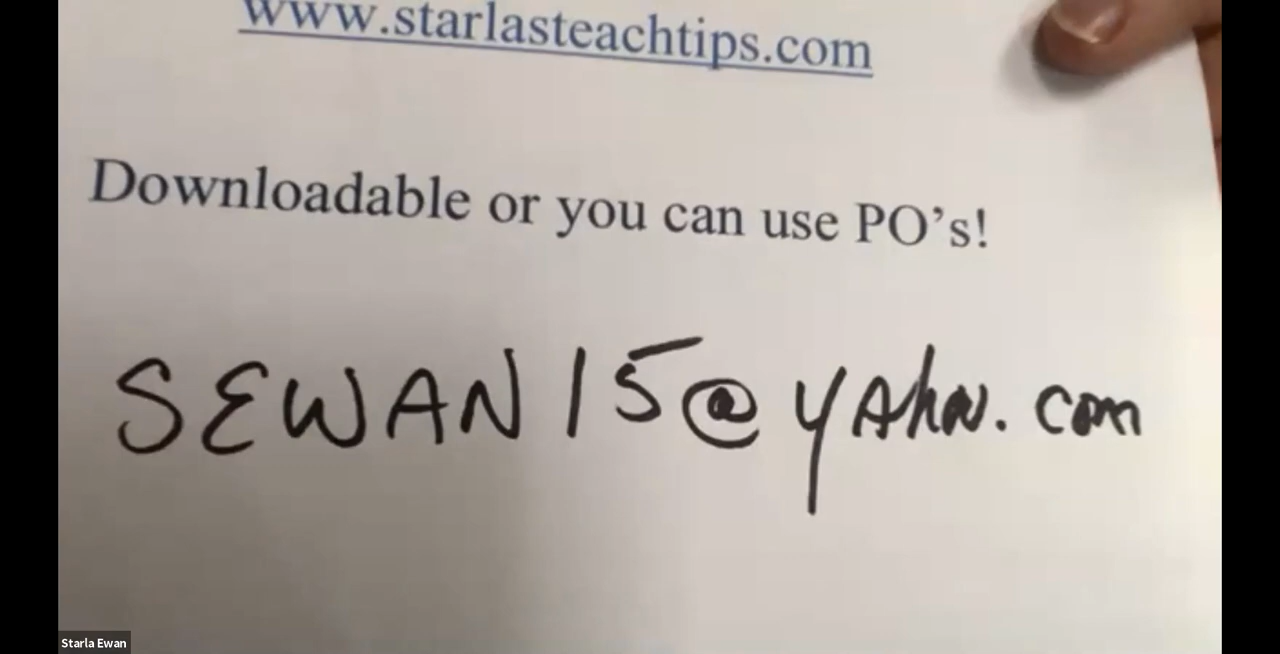 www.starlasteachtips.com
Downloadable or you can use PO's!
SEWAN15@yahoo.com
Starla Ewan